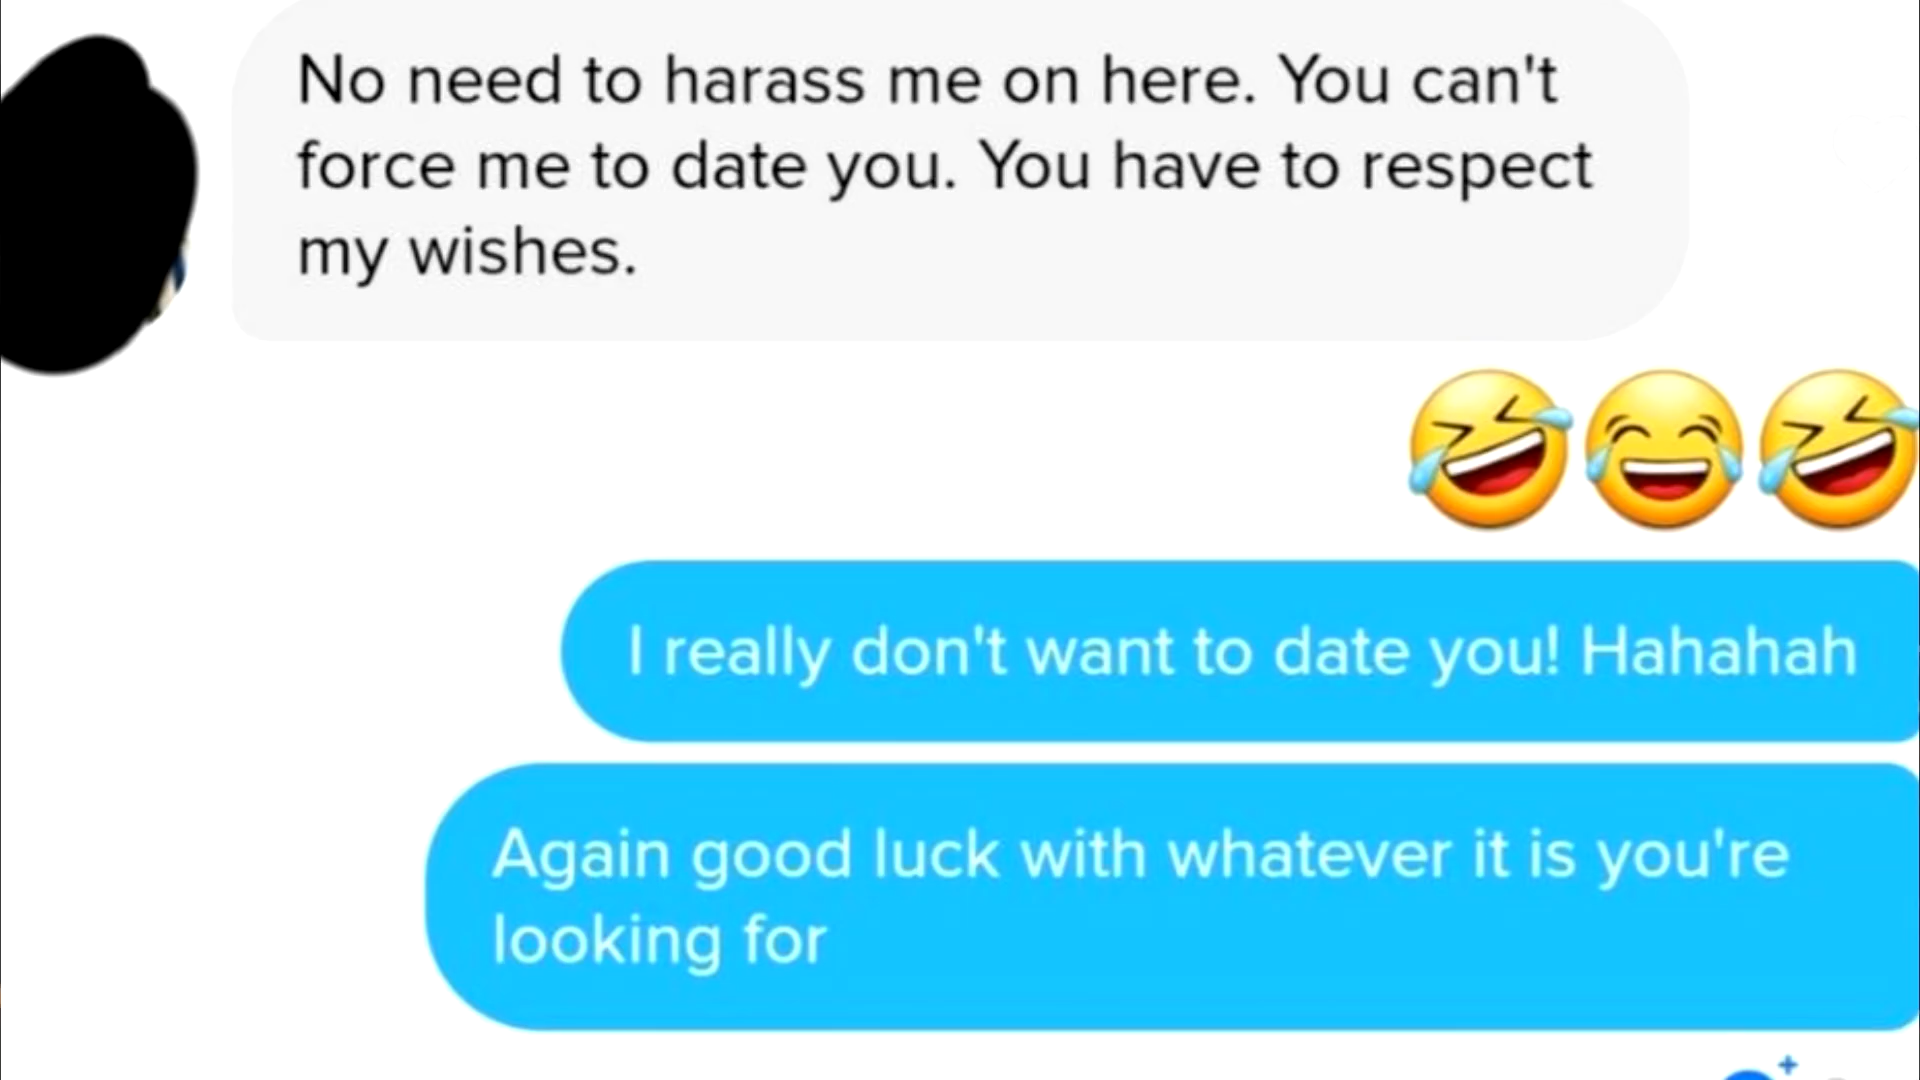 No need to harass me on here. You can't
force me to date you. You have to respect
my wishes.
🤣😂🤣
I really don't want to date you! Hahahah
Again good luck with whatever it is you're
looking for